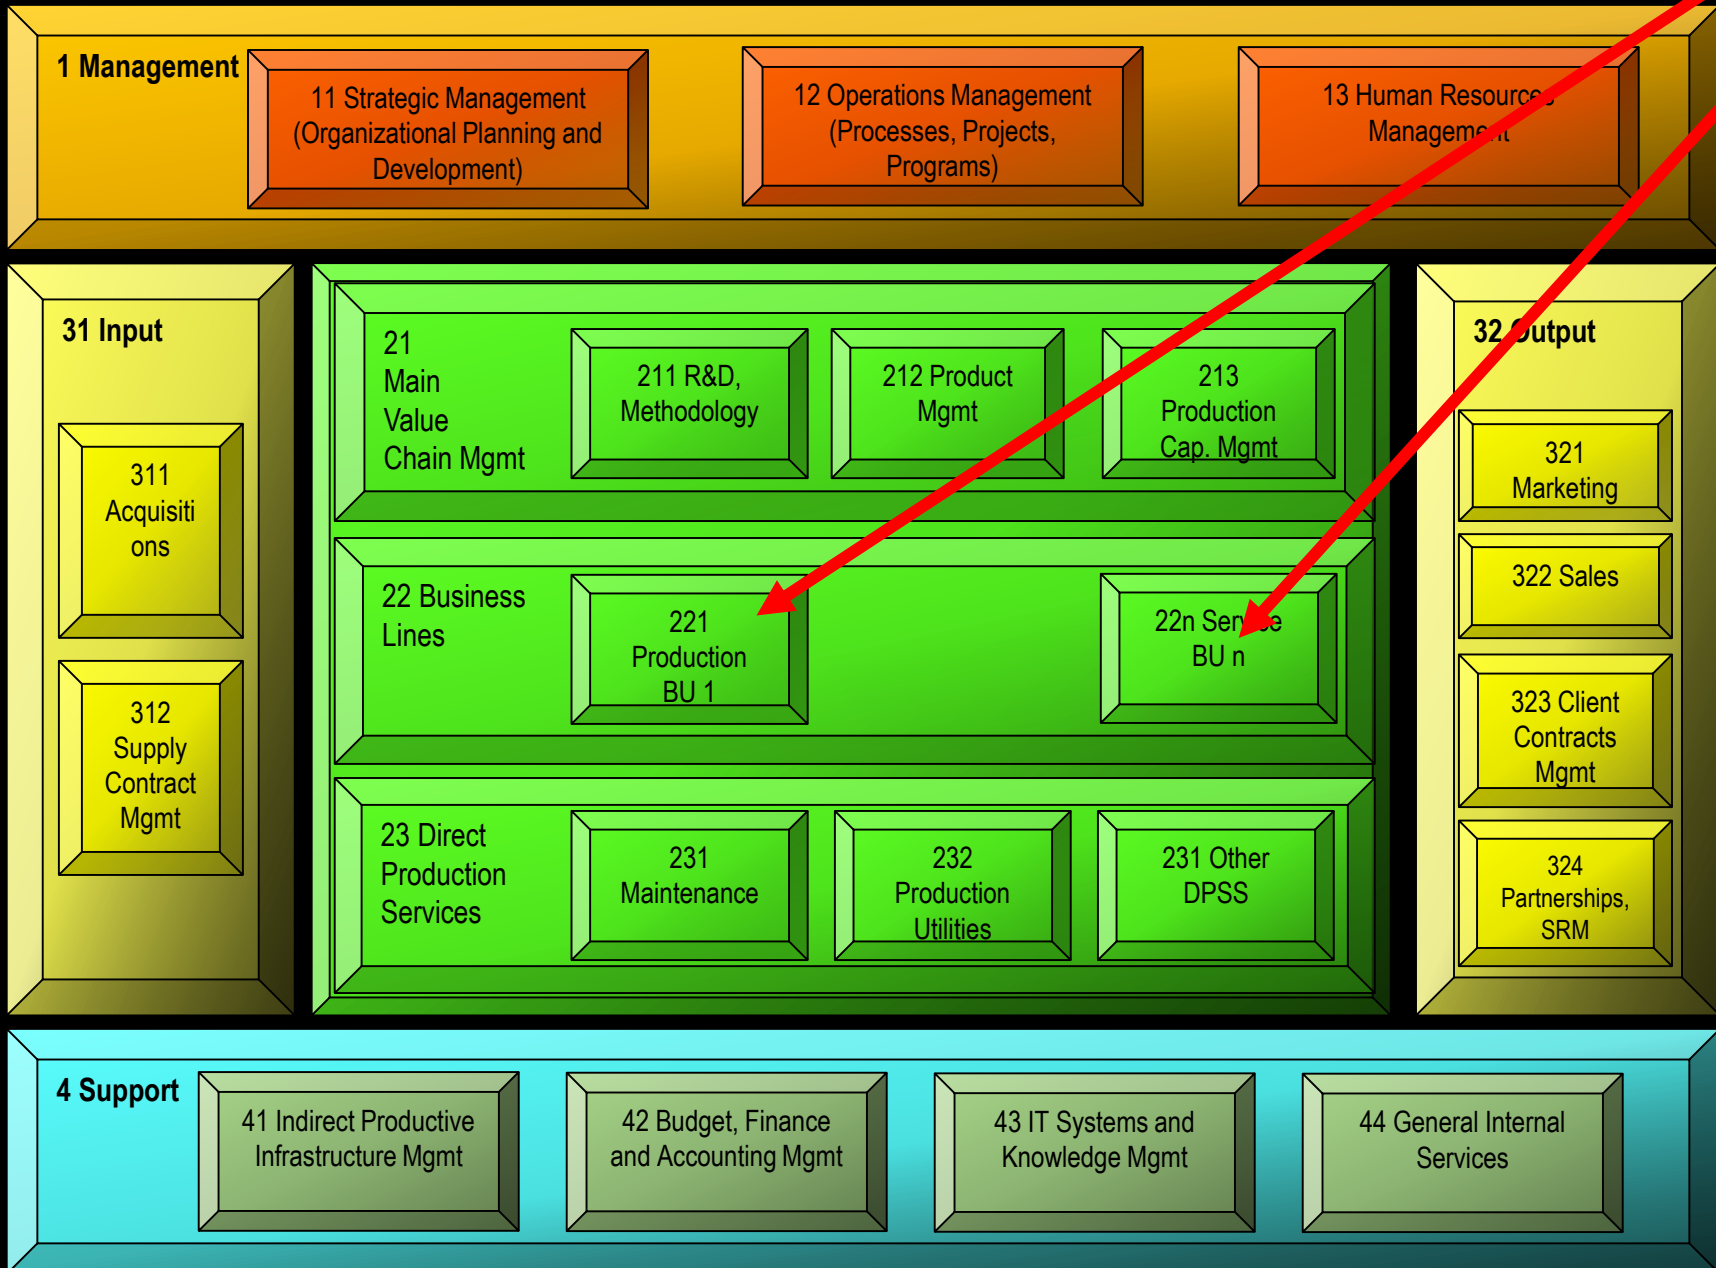 1 Management
11 Strategic Management
(Organizational Planning and
Development)
12 Operations Management
(Processes, Projects,
Programs)
13 Human Resources
Management
31 Input
311
Acquisiti
ons
312
Supply
Contract
Mgmt
21
Main
Value
Chain Mgmt
211 R&D,
Methodology
212 Product
Mgmt
213
Production
Cap. Mgmt
22 Business
Lines
221
Production
BU 1
22n Service
BU n
23 Direct
Production
Services
231
Maintenance
232
Production
Utilities
231 Other
DPSS
32 Output
321
Marketing
322 Sales
323 Client
Contracts
Mgmt
324
Partnerships,
SRM
4 Support
41 Indirect Productive
Infrastructure Mgmt
42 Budget, Finance
and Accounting Mgmt
43 IT Systems and
Knowledge Mgmt
44 General Internal
Services